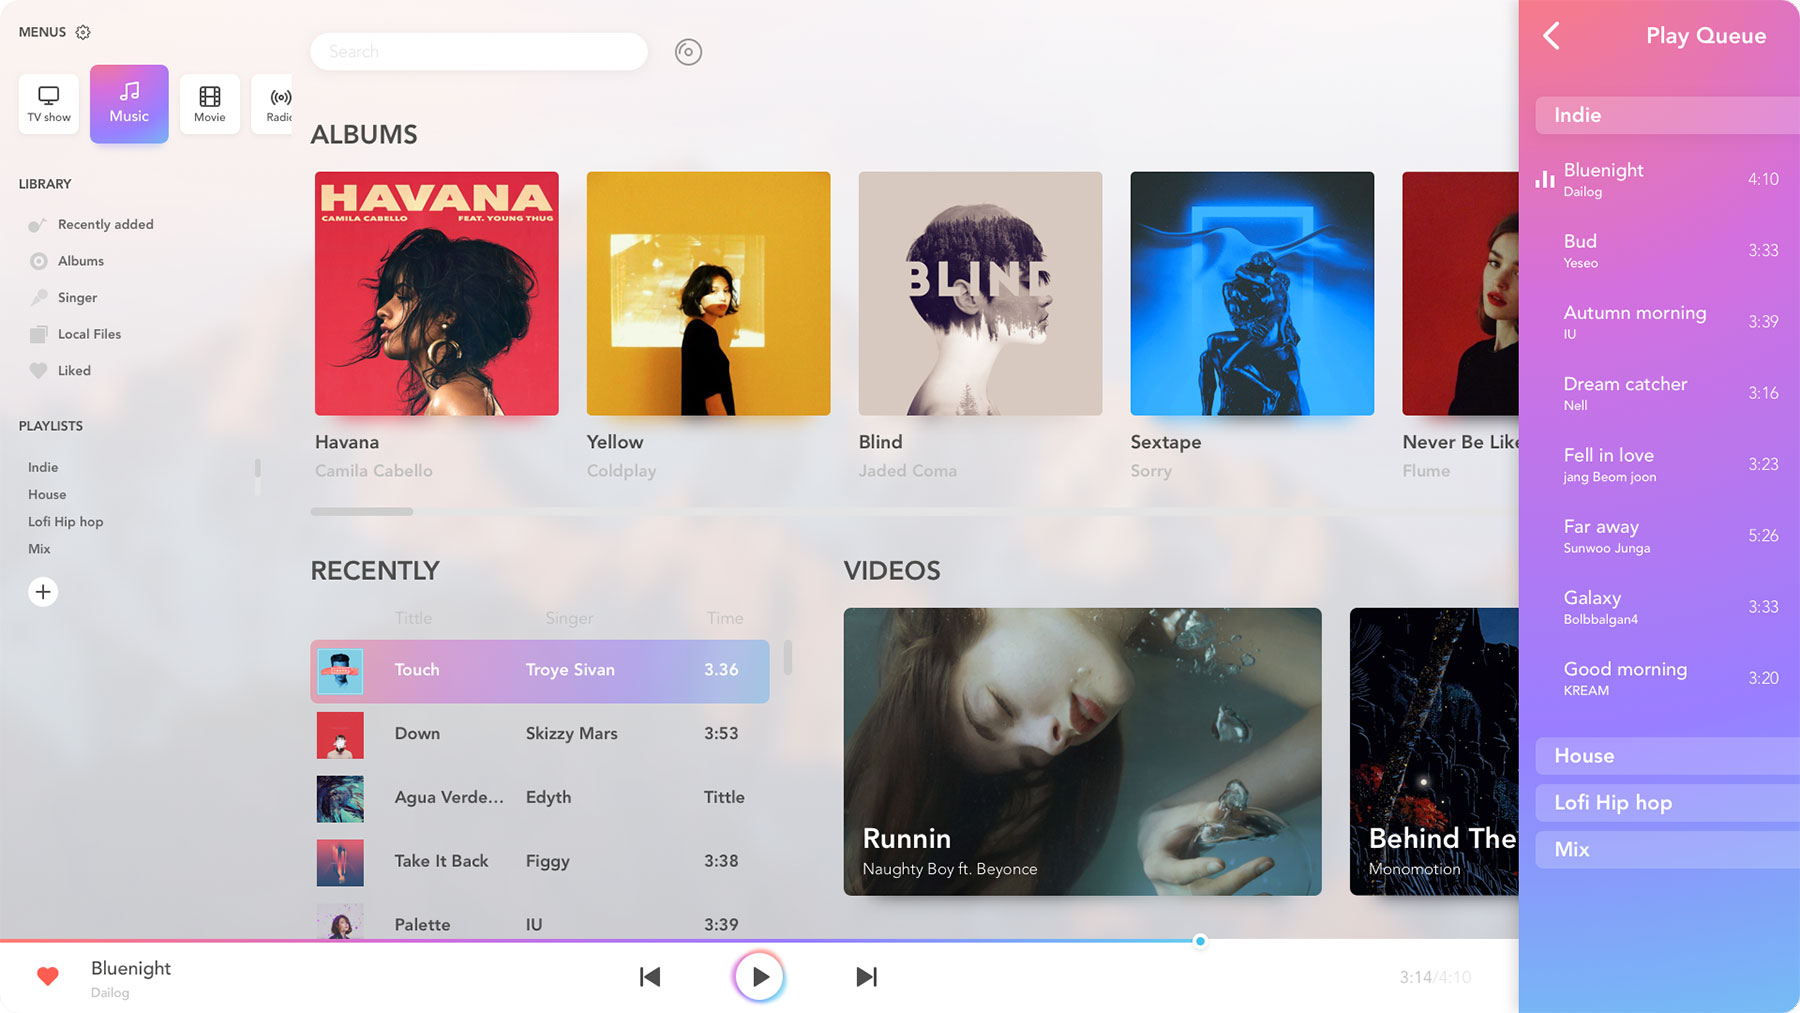 MENUS
TV show
Music
Movie
Radio
LIBRARY
Recently added
Albums
Singer
Local Files
Liked
PLAYLISTS
Indie
House
Lofi Hip hop
Mix
Search
ALBUMS
HAVANA
CAMILA CABELLO FEAT. YOUNG THUG
BLIND
Havana
Camila Cabello
Yellow
Coldplay
Blind
Jaded Coma
Sextape
Sorry
Never Be Like
Flume
RECENTLY
Tittle Singer Time
Touch Troye Sivan 3.36
Down Skizzy Mars 3:53
Agua Verde... Edyth Tittle
Take It Back Figgy 3:38
Palette IU 3:39
VIDEOS
Runnin
Naughty Boy ft. Beyonce
Behind The
Monomotion
Play Queue
Indie
Bluenight 4:10
Dailog
Bud 3:33
Yeseo
Autumn morning 3:39
IU
Dream catcher 3:16
Nell
Fell in love 3:23
jang Beom joon
Far away 5:26
Sunwoo Junga
Galaxy 3:33
Bolbbalgan4
Good morning 3:20
KREAM
House
Lofi Hip hop
Mix
Bluenight
Dailog
3:14/4:10